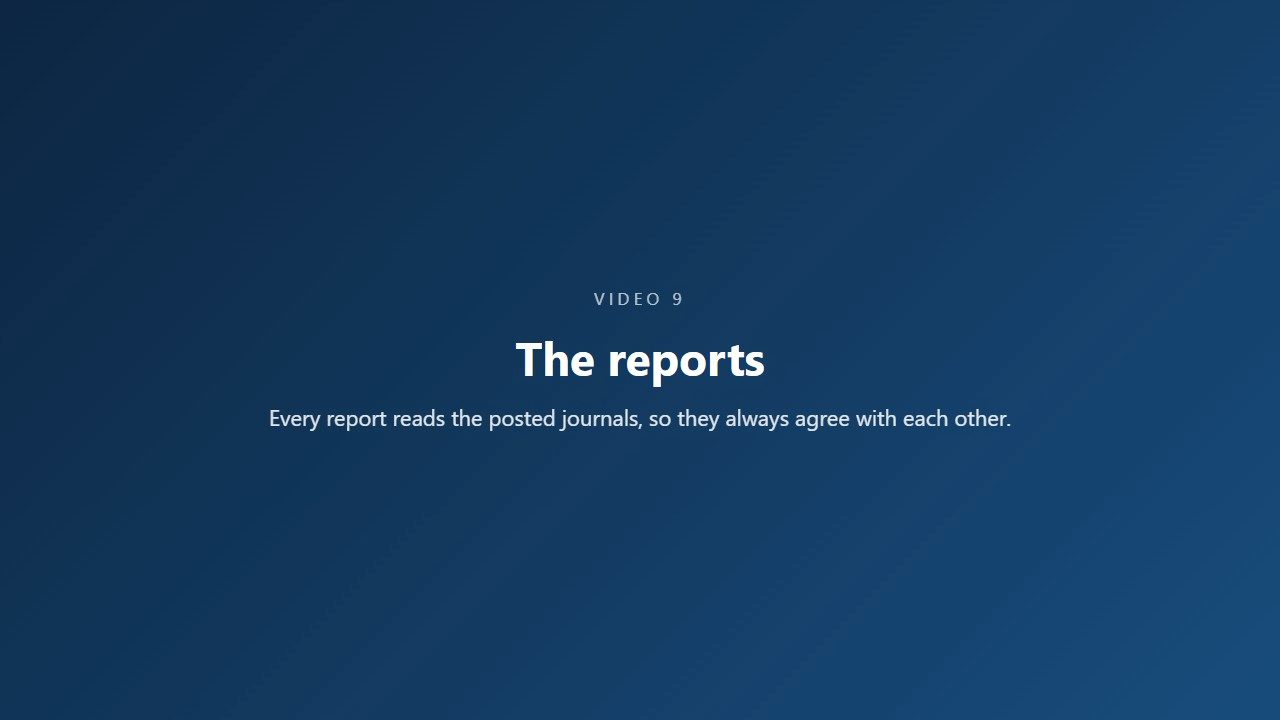 VIDEO 9
The reports
Every report reads the posted journals, so they always agree with each other.